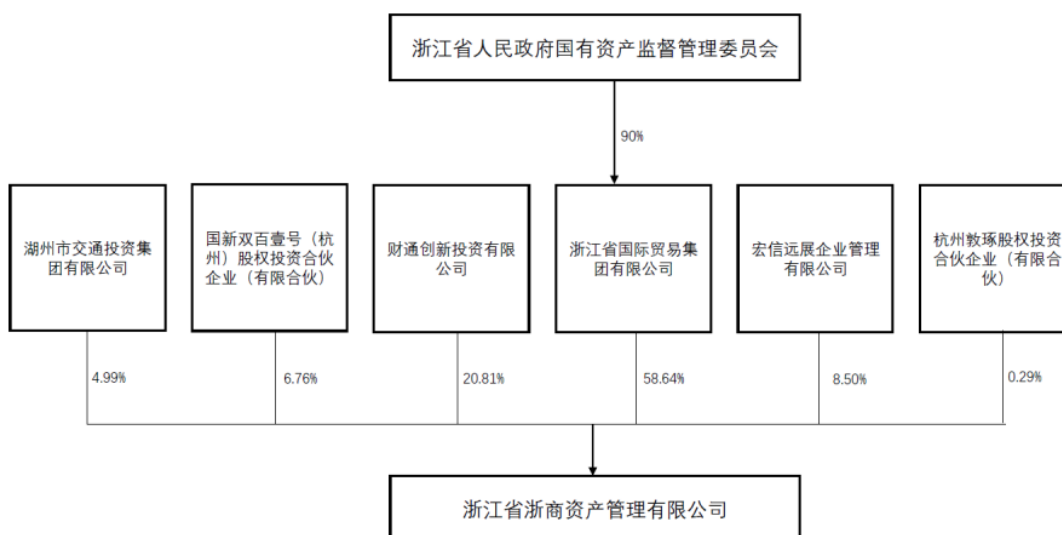 浙江省人民政府国有资产监督管理委员会
90%
湖州市交通投资集
团有限公司
国新双百壹号（杭
州）股权投资合伙
企业（有限合伙）
财通创新投资有限
公司
浙江省国际贸易集
团有限公司
宏信远展企业管理
有限公司
杭州敦琢股权投资
合伙企业（有限合
伙）
4.99%
6.76%
20.81%
58.64%
8.50%
0.29%
浙江省浙商资产管理有限公司